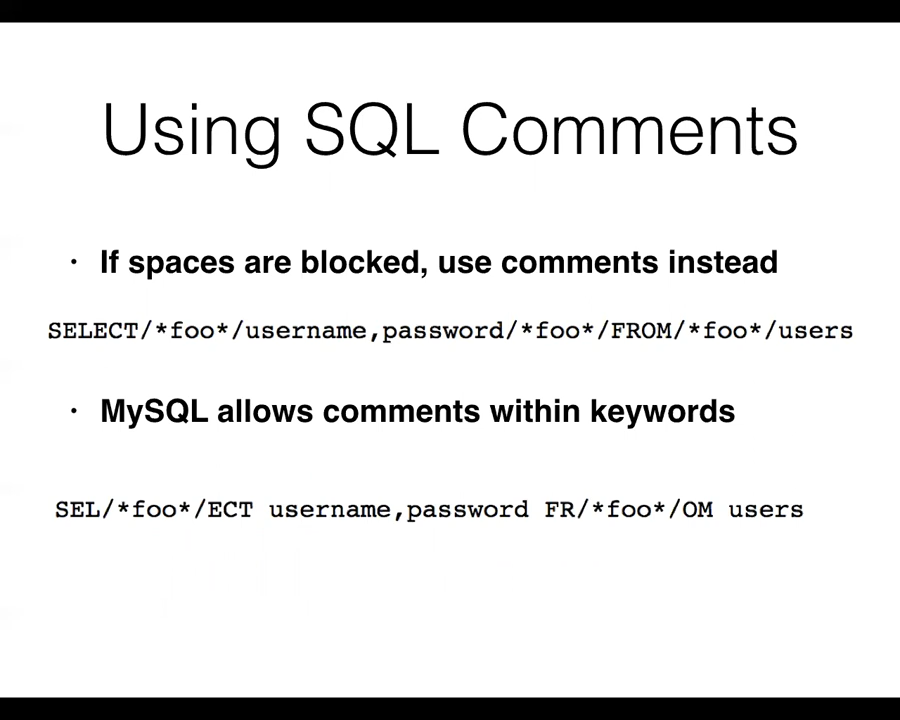 Using SQL Comments
· If spaces are blocked, use comments instead
SELECT/*foo*/username,password/*foo*/FROM/*foo*/users
· MySQL allows comments within keywords
SEL/*foo*/ECT username,password FR/*foo*/OM users